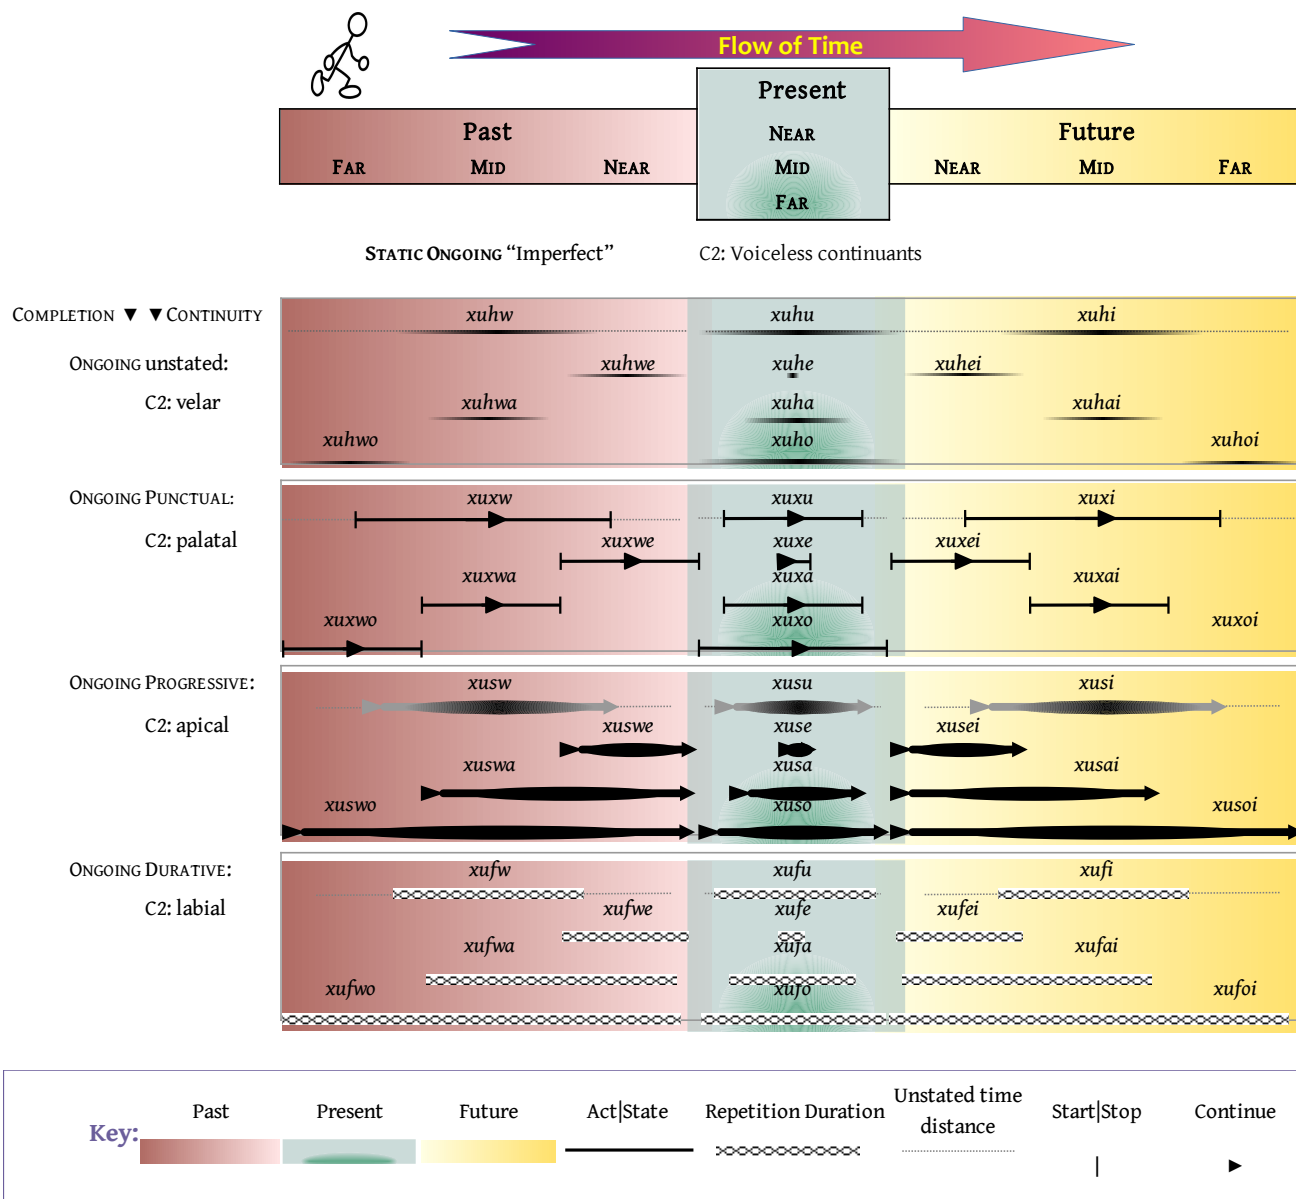 Flow of Time
Present
Past NEAR Future
FAR MID NEAR MID NEAR MID FAR
FAR
STATIC ONGOING “Imperfect” C2: Voiceless continuants
COMPLETION ▼ ▼ CONTINUITY xuhw xuhu xuhi
ONGOING unstated: xuhwe xuhe xuhei
C2: velar xuhwa xuha xuhai
xuhwo xuho xuhoi
ONGOING PUNCTUAL: xuxw xuxu xuxi
C2: palatal xuxwe xuxe xuxei
xuxwa xuxa xuxai
xuxwo xuxo xuxoi
ONGOING PROGRESSIVE: xusw xusu xusi
C2: apical xuswe xuse xusei
xuswa xusa xusai
xuswo xuso xusoi
ONGOING DURATIVE: xufw xufu xufi
C2: labial xufwe xufe xufei
xufwa xufa xufai
xufwo xufo xufoi
Key: Past Present Future Act|State Repetition Duration Unstated time distance Start|Stop Continue